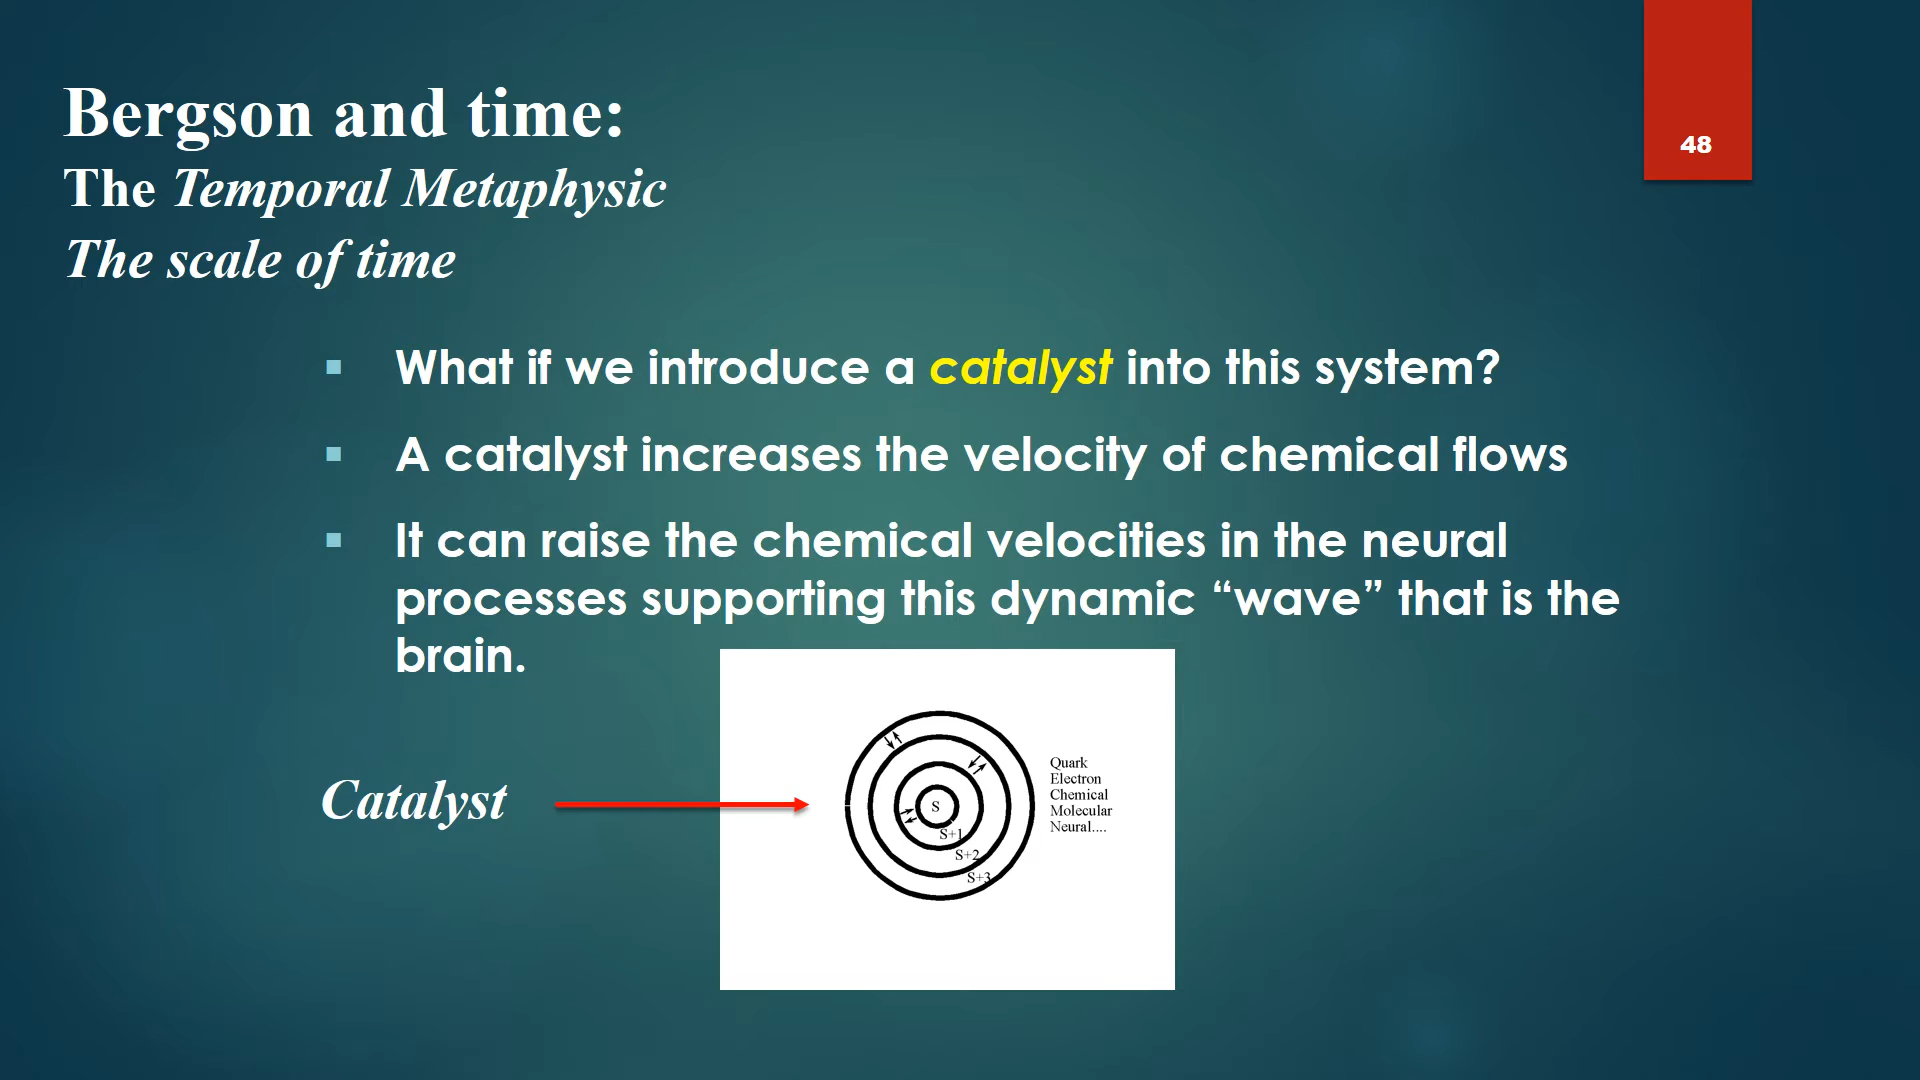 48
Bergson and time:
The Temporal Metaphysic
The scale of time
What if we introduce a catalyst into this system?
A catalyst increases the velocity of chemical flows
It can raise the chemical velocities in the neural
processes supporting this dynamic “wave” that is the
brain.
Catalyst
S
S+1
S+2
S+3
Quark
Electron
Chemical
Molecular
Neural....